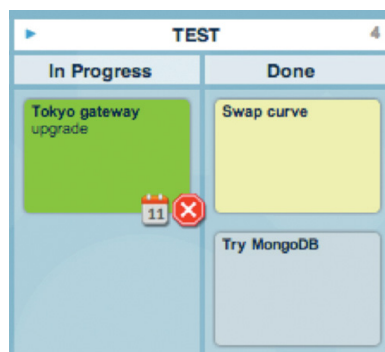 TEST 4
In Progress Done
Tokyo gateway
upgrade
11
Swap curve
Try MongoDB